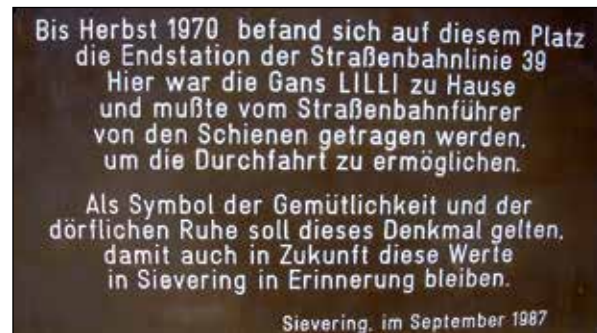 Bis Herbst 1970 befand sich auf diesem Platz
die Endstation der Straßenbahnlinie 39
Hier war die Gans LILLI zu Hause
und mußte vom Straßenbahnführer
von den Schienen getragen werden,
um die Durchfahrt zu ermöglichen.
Als Symbol der Gemütlichkeit und der
dörflichen Ruhe soll dieses Denkmal gelten,
damit auch in Zukunft diese Werte
in Sievering in Erinnerung bleiben.
Sievering, im September 1987